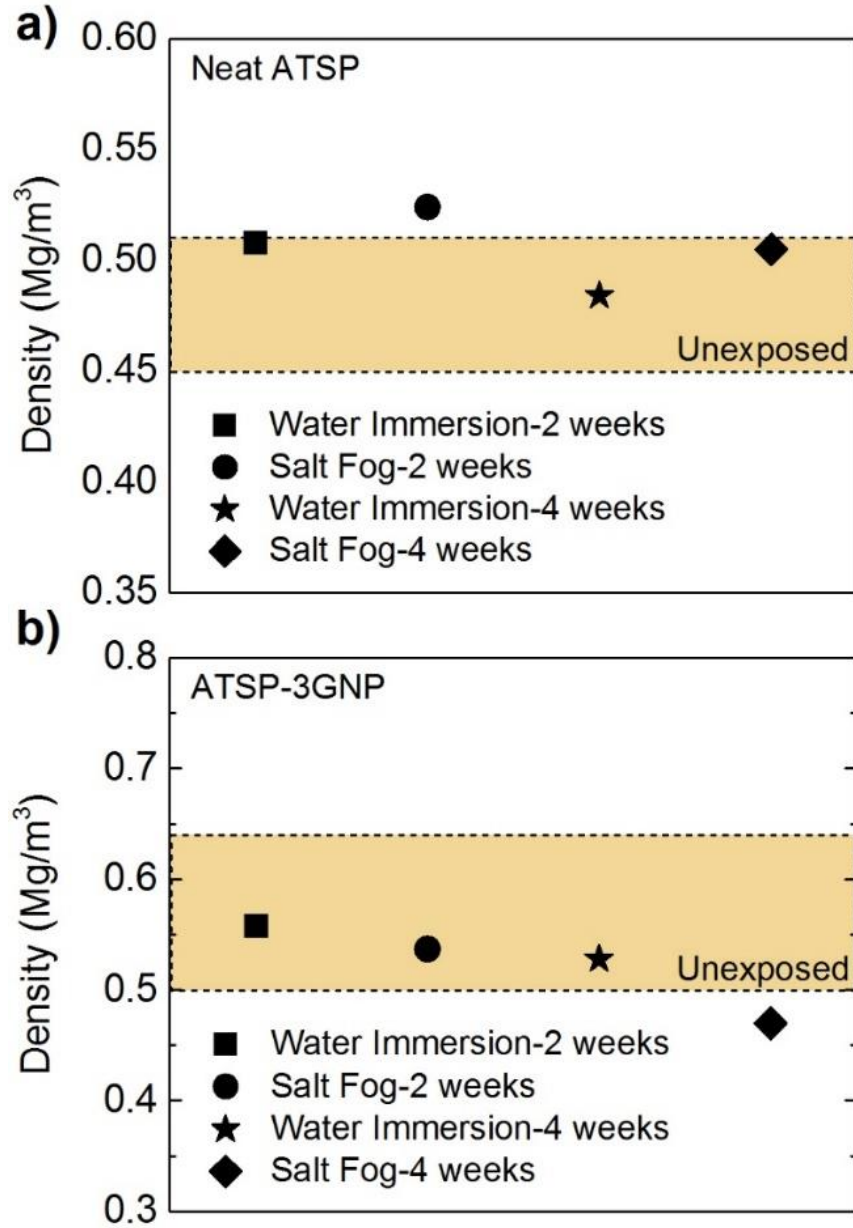 a)
0.60
Neat ATSP
0.55
0.50
Unexposed
0.45
Water Immersion-2 weeks
Salt Fog-2 weeks
0.40
Water Immersion-4 weeks
Salt Fog-4 weeks
0.35
Density (Mg/m³)
b)
0.8
ATSP-3GNP
0.7
0.6
Unexposed
0.5
Water Immersion-2 weeks
Salt Fog-2 weeks
0.4
Water Immersion-4 weeks
Salt Fog-4 weeks
0.3
Density (Mg/m³)